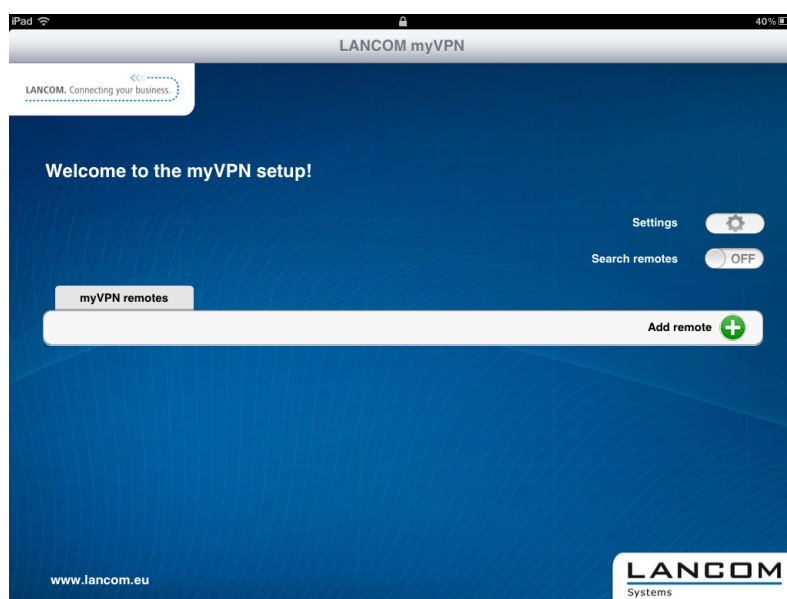 iPad 40%
LANCOM myVPN
LANCOM. Connecting your business.
Welcome to the myVPN setup!
Settings
Search remotes OFF
myVPN remotes
Add remote
www.lancom.eu
LANCOM
Systems